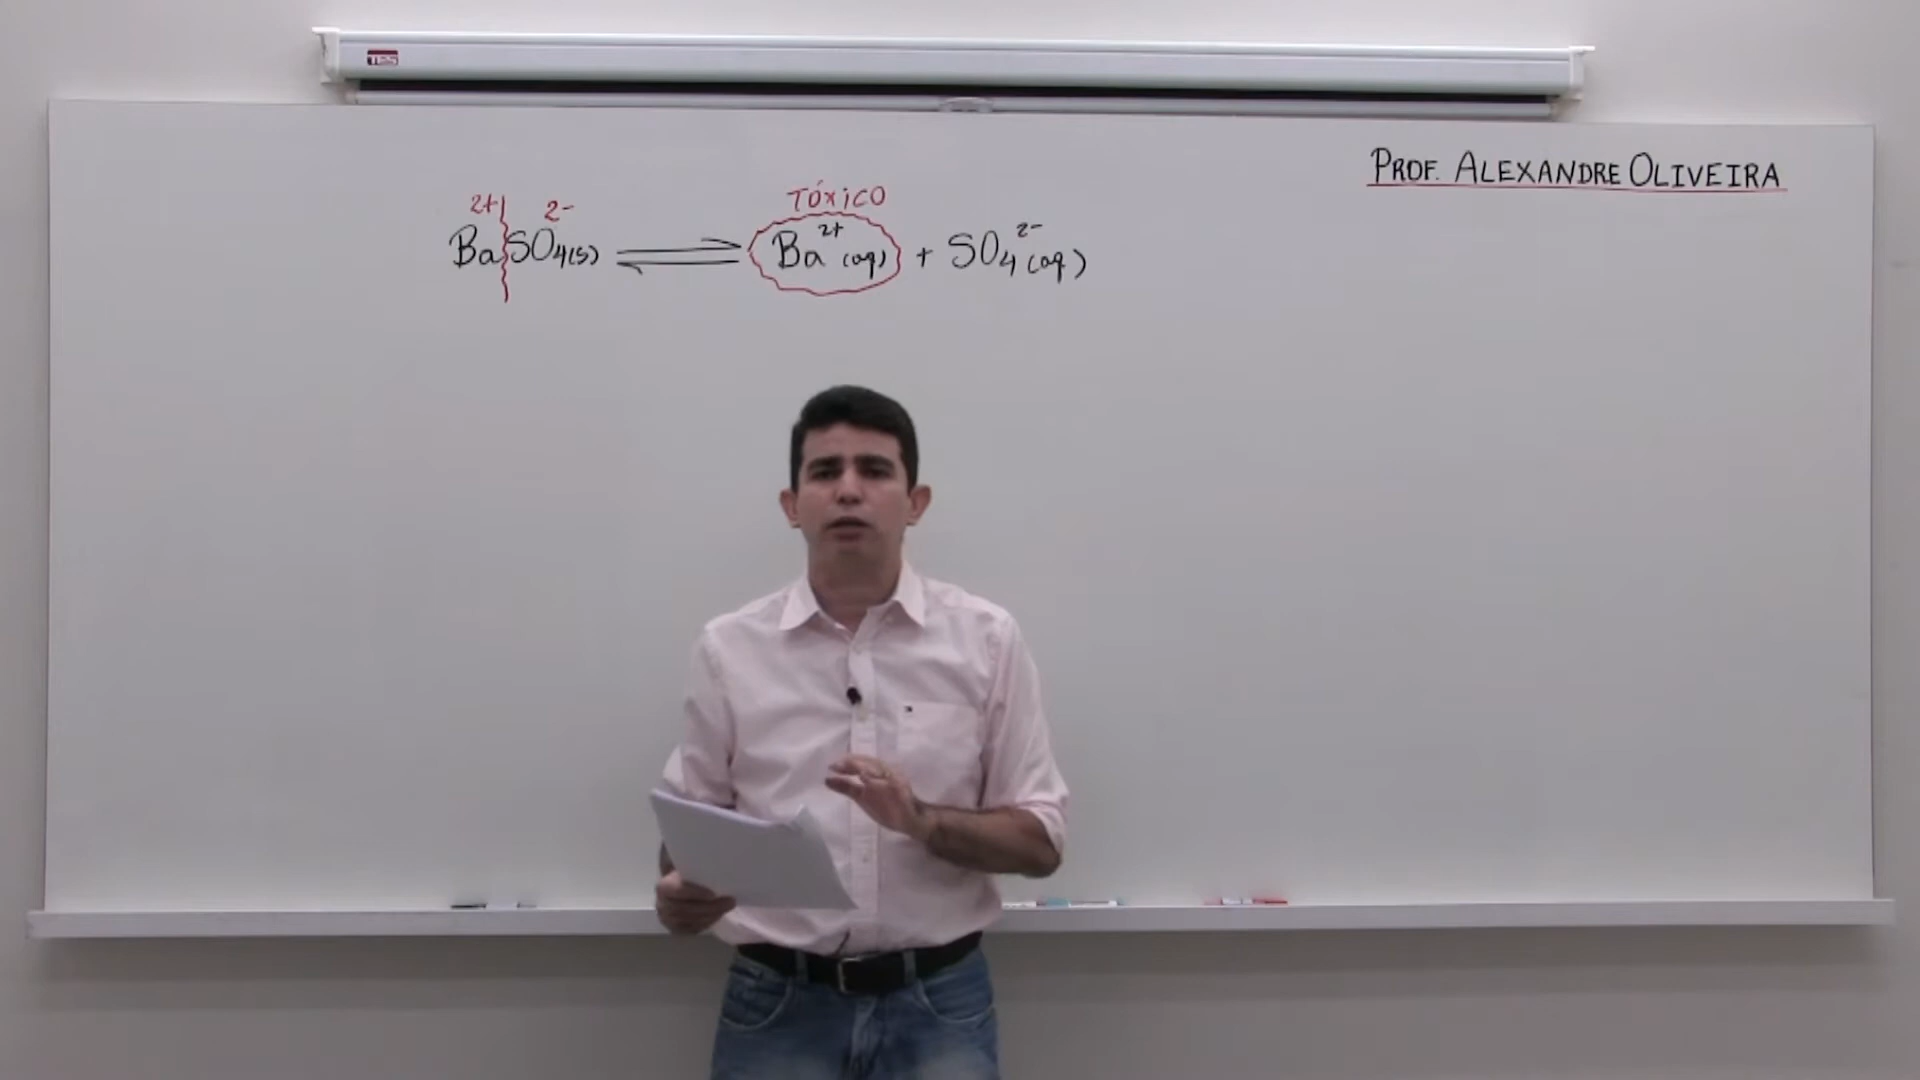 PROF. ALEXANDRE OLIVEIRA
TÓXICO
2+ 2-
BaSO4(s) ⇌ Ba2+(aq) + SO42-(aq)